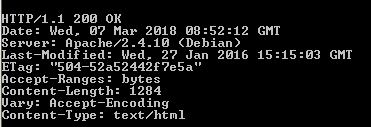 HTTP/1.1 200 OK
Date: Wed, 07 Mar 2018 08:52:12 GMT
Server: Apache/2.4.10 (Debian)
Last-Modified: Wed, 27 Jan 2016 15:15:03 GMT
ETag: "504-52a52442f7e5a"
Accept-Ranges: bytes
Content-Length: 1284
Vary: Accept-Encoding
Content-Type: text/html